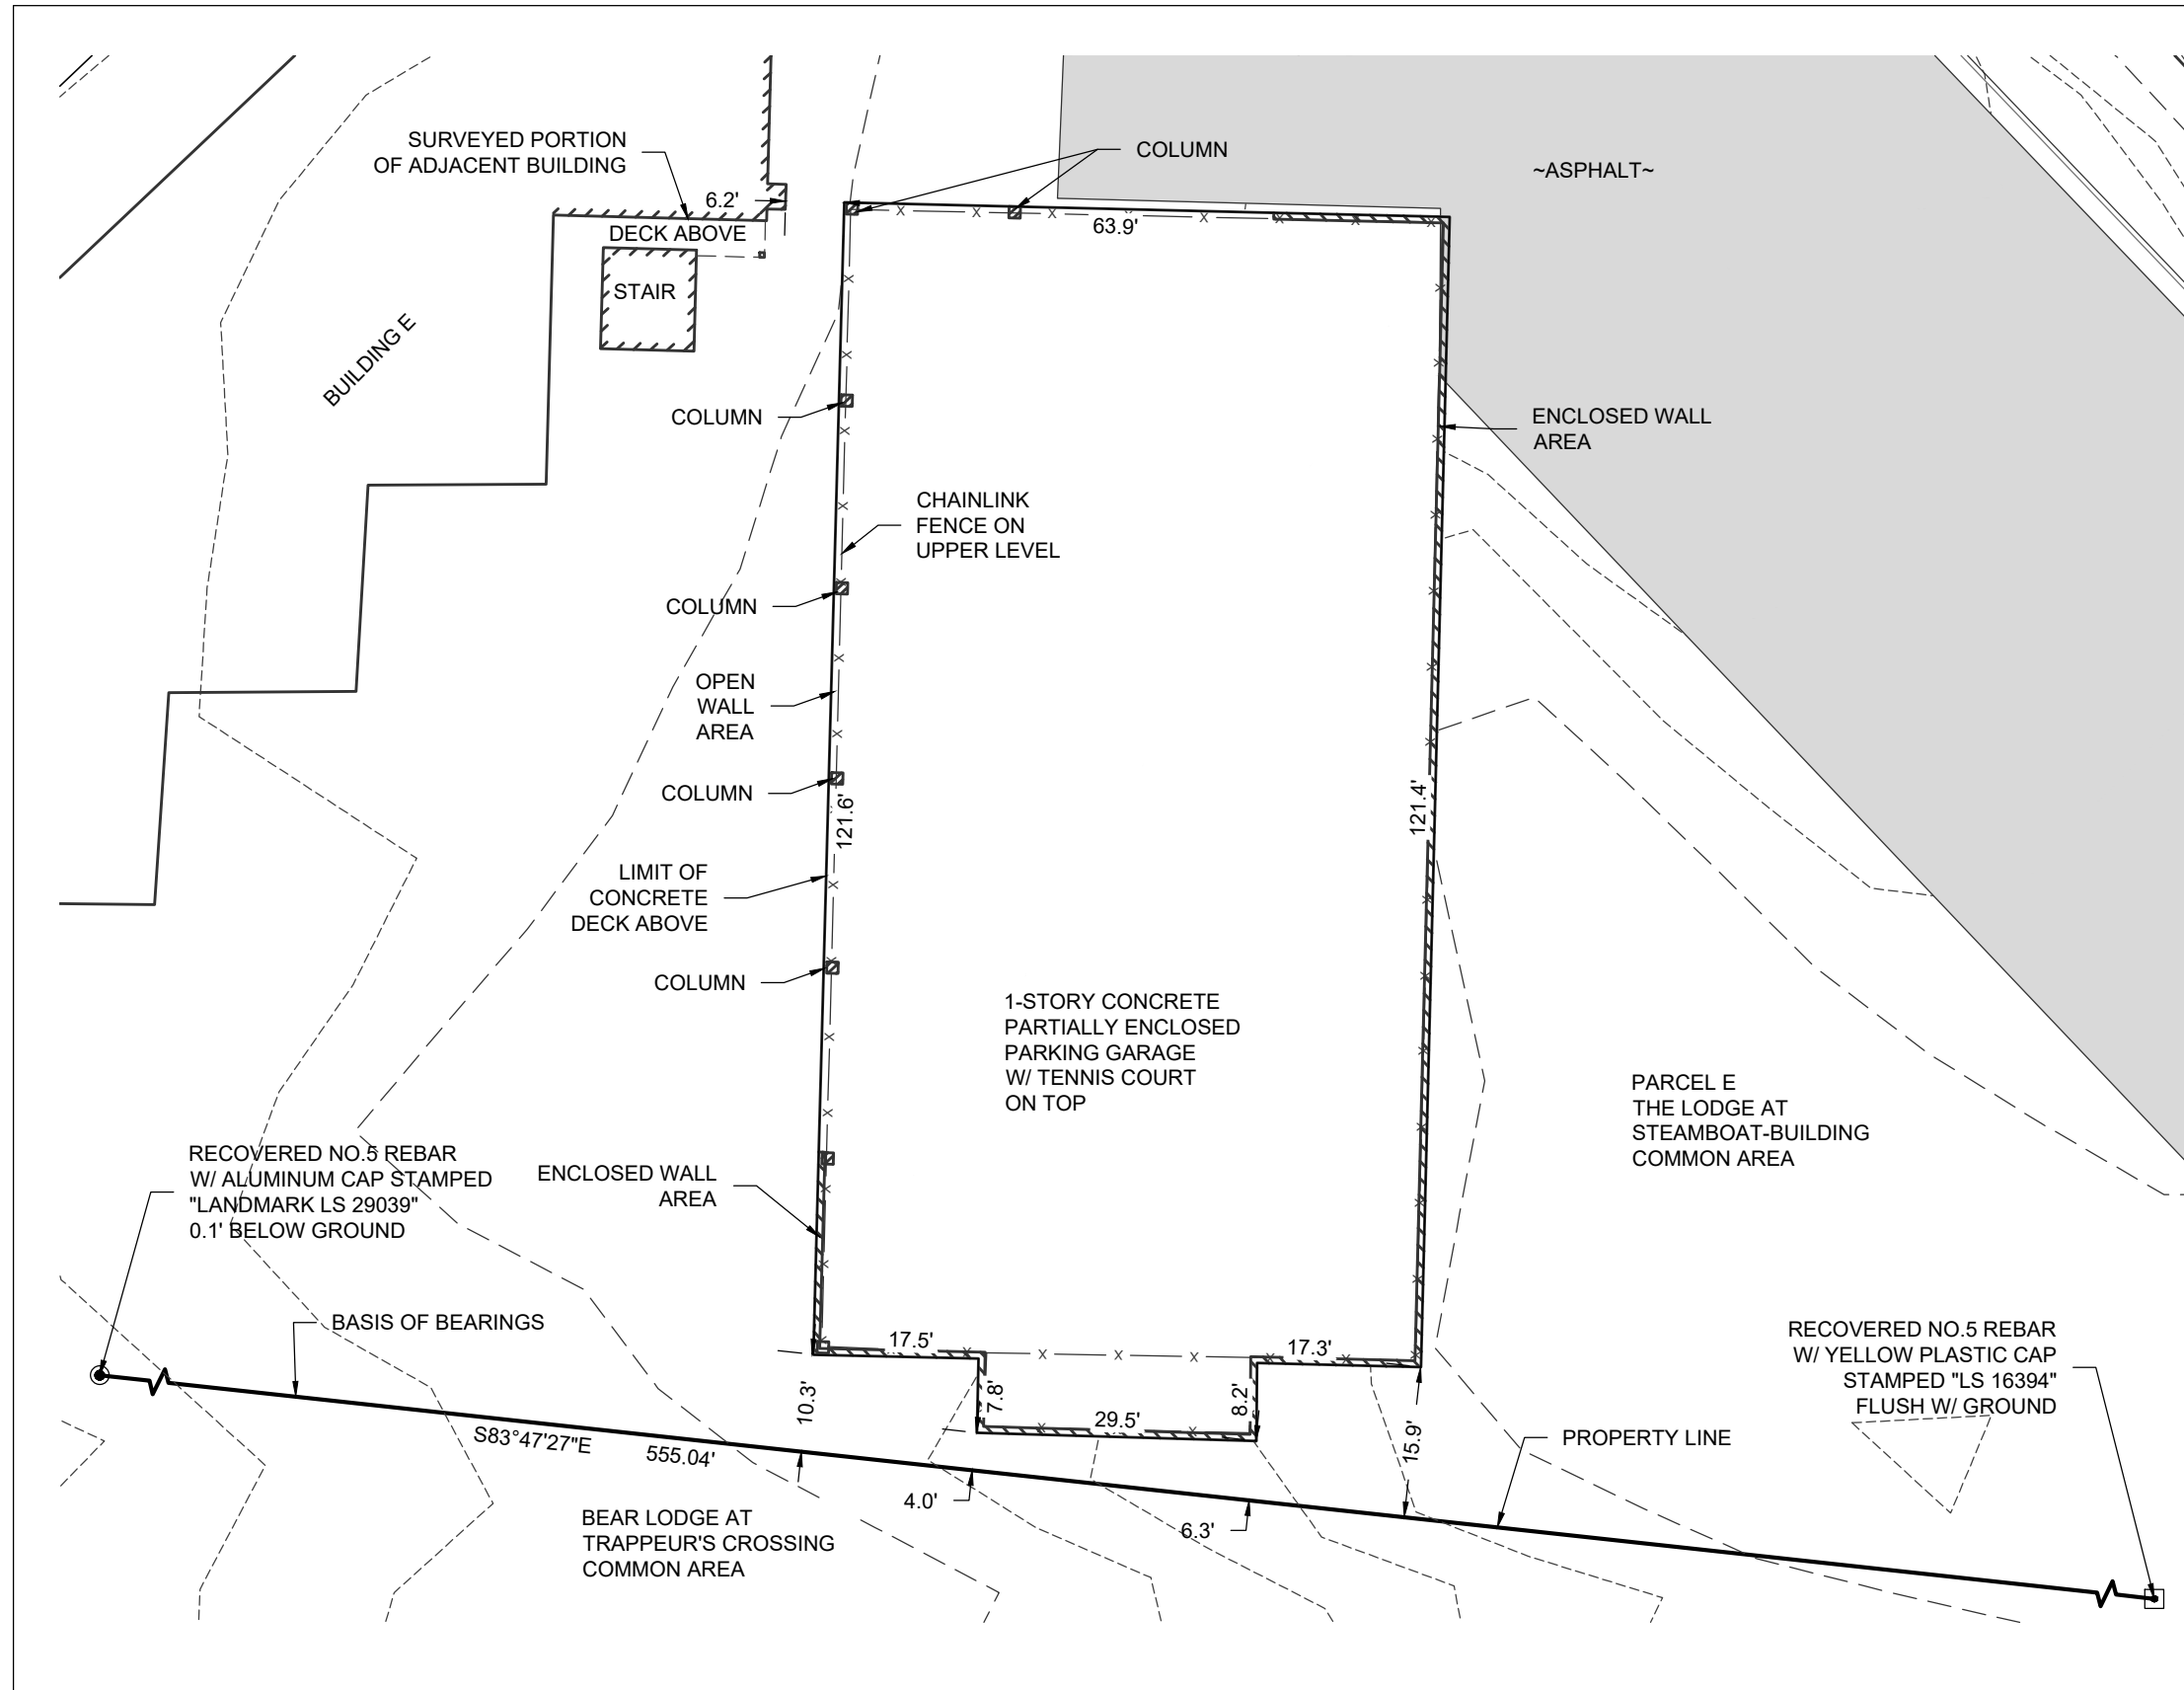 SURVEYED PORTION
OF ADJACENT BUILDING
COLUMN
~ASPHALT~
6.2'
63.9'
DECK ABOVE
STAIR
BUILDING E
COLUMN
ENCLOSED WALL
AREA
CHAINLINK
FENCE ON
UPPER LEVEL
COLUMN
OPEN
WALL
AREA
COLUMN
121.6'
121.4'
LIMIT OF
CONCRETE
DECK ABOVE
COLUMN
1-STORY CONCRETE
PARTIALLY ENCLOSED
PARKING GARAGE
W/ TENNIS COURT
ON TOP
PARCEL E
THE LODGE AT
STEAMBOAT-BUILDING
COMMON AREA
RECOVERED NO.5 REBAR
W/ ALUMINUM CAP STAMPED
"LANDMARK LS 29039"
0.1' BELOW GROUND
ENCLOSED WALL
AREA
BASIS OF BEARINGS
17.5'
17.3'
RECOVERED NO.5 REBAR
W/ YELLOW PLASTIC CAP
STAMPED "LS 16394"
FLUSH W/ GROUND
10.3'
7.8'
8.2'
29.5'
15.9'
S83°47'27"E
555.04'
PROPERTY LINE
4.0'
6.3'
BEAR LODGE AT
TRAPPEUR'S CROSSING
COMMON AREA